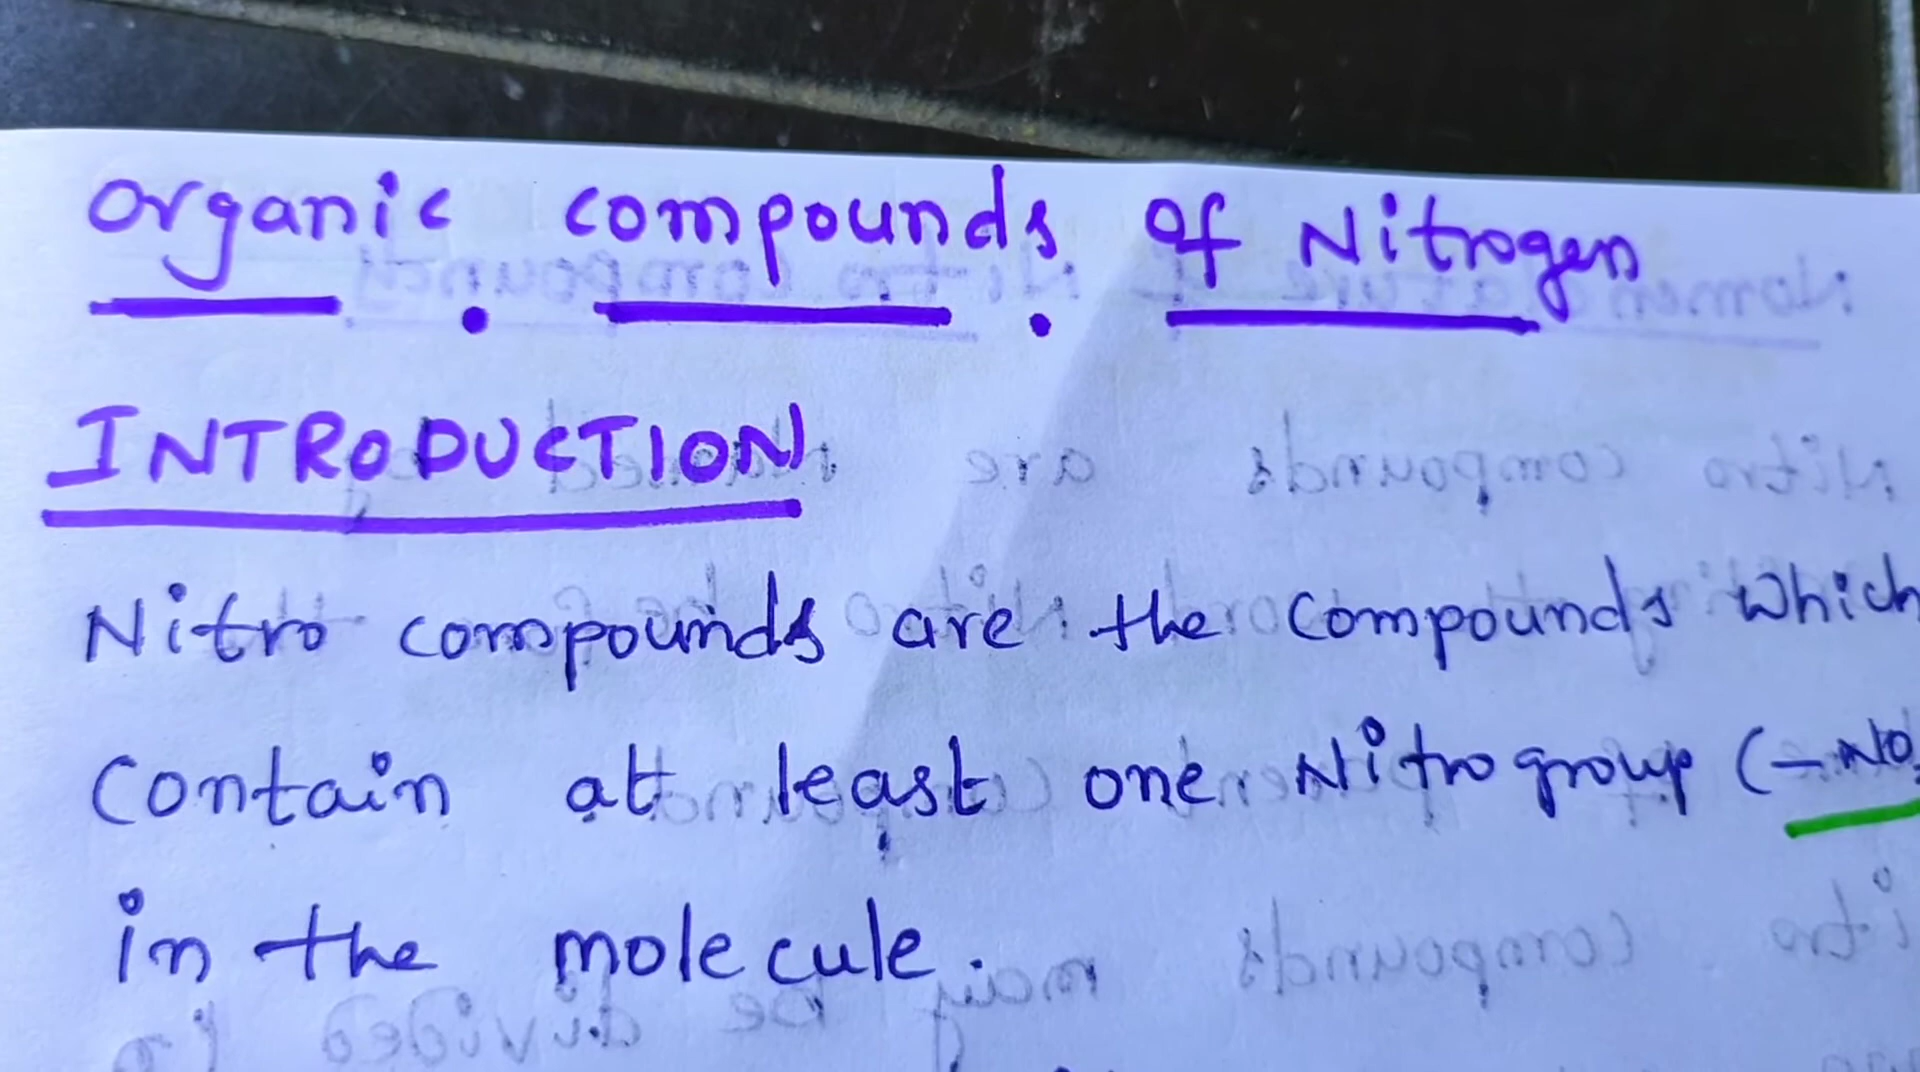 Organic compounds of Nitrogen
INTRODUCTION
Nitro compounds are the compounds which
contain at least one Nitro group (-NO
in the molecule.